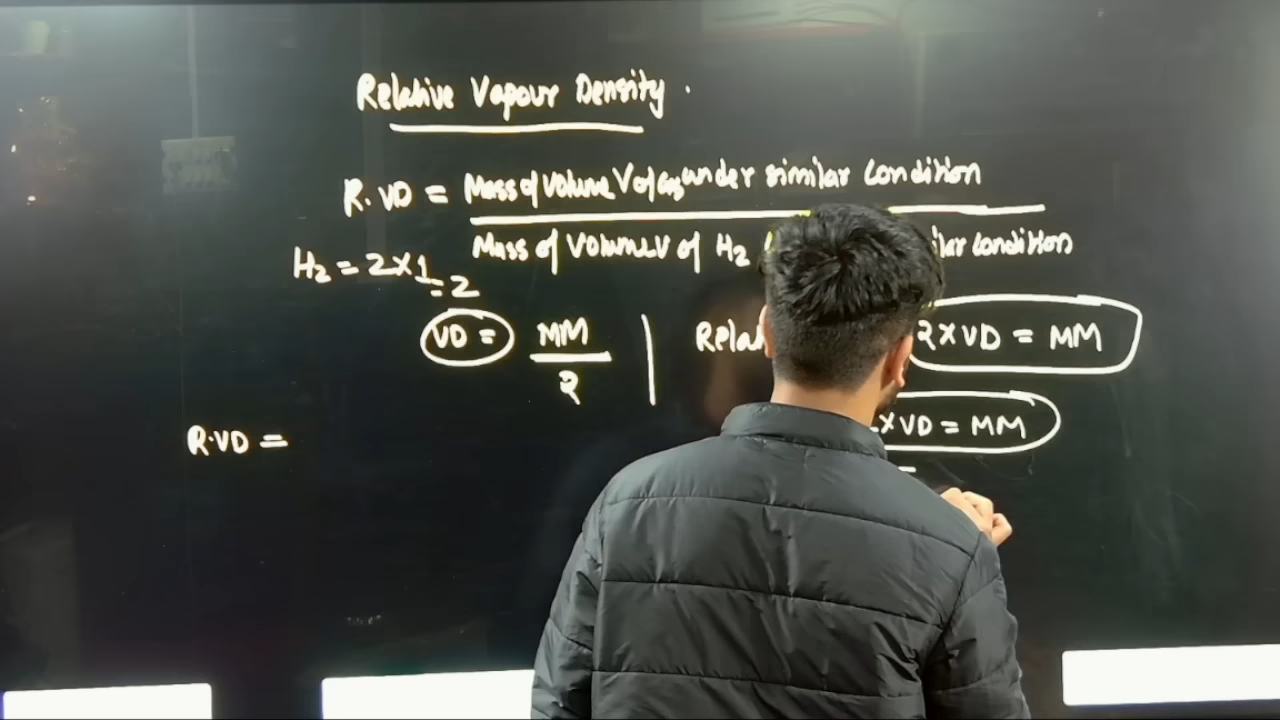 Relative Vapour Density .
R.VD = Mass of Volume V of Gas under similar condition
Mass of Volume V of H₂ condition
H₂ = 2×1 = 2
VD = MM / 2
2×VD = MM
×VD = MM
R.VD =